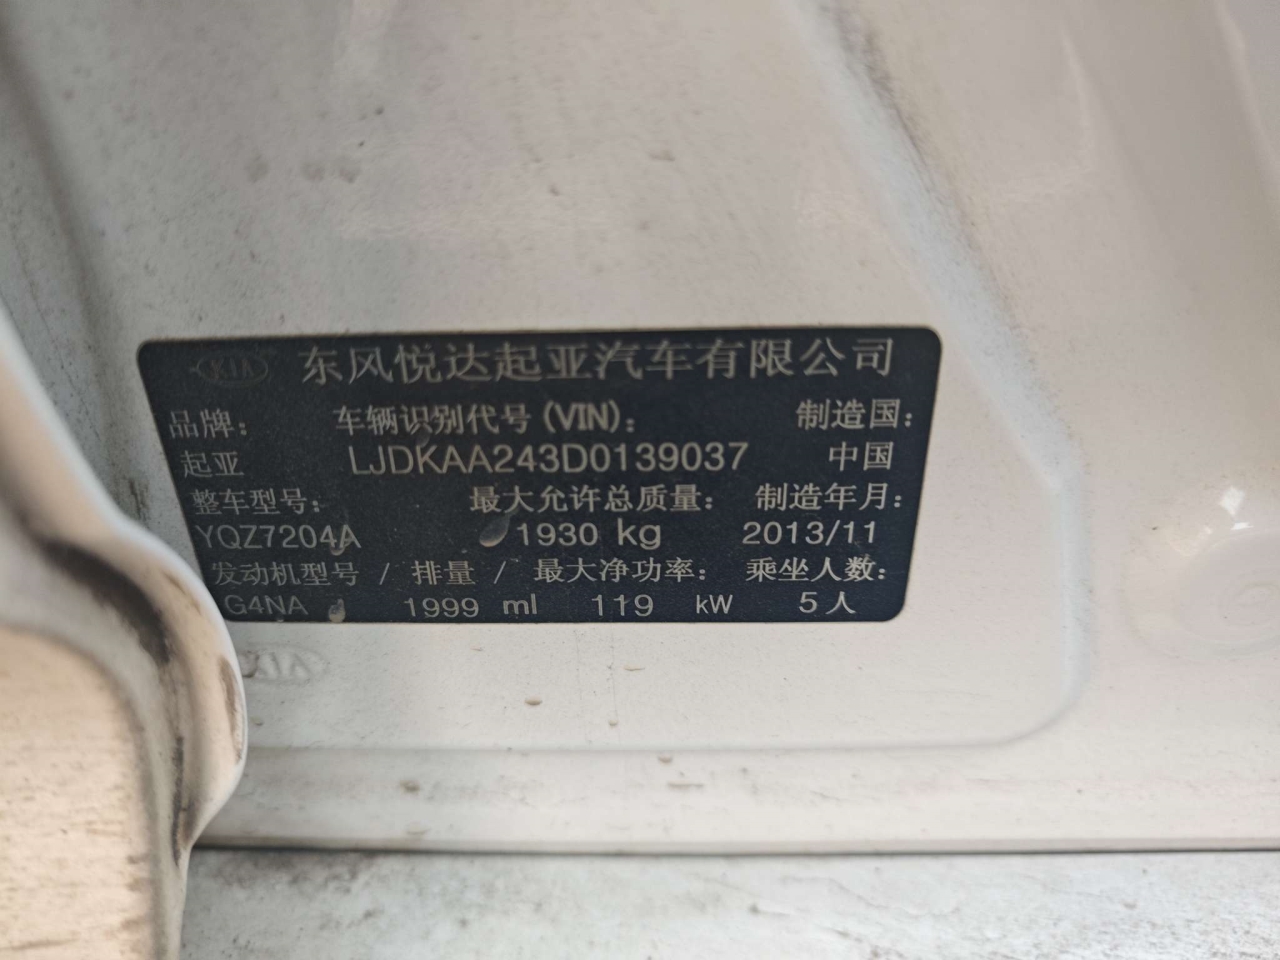 KIA 东风悦达起亚汽车有限公司
品牌: 车辆识别代号(VIN): 制造国:
起亚 LJDKAA243D0139037 中国
整车型号: 最大允许总质量: 制造年月:
YQZ7204A 1930 kg 2013/11
发动机型号 / 排量 / 最大净功率: 乘坐人数:
G4NA / 1999 ml 119 kW 5人